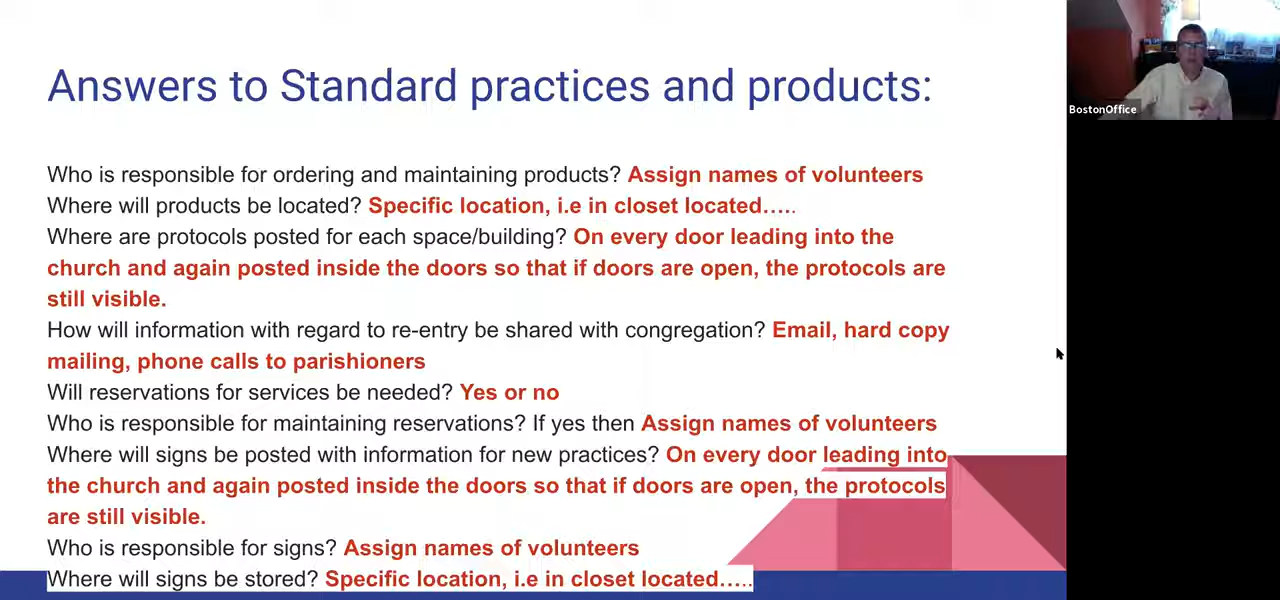 Answers to Standard practices and products:
BostonOffice
Who is responsible for ordering and maintaining products? Assign names of volunteers
Where will products be located? Specific location, i.e in closet located…..
Where are protocols posted for each space/building? On every door leading into the
church and again posted inside the doors so that if doors are open, the protocols are
still visible.
How will information with regard to re-entry be shared with congregation? Email, hard copy
mailing, phone calls to parishioners
Will reservations for services be needed? Yes or no
Who is responsible for maintaining reservations? If yes then Assign names of volunteers
Where will signs be posted with information for new practices? On every door leading into
the church and again posted inside the doors so that if doors are open, the protocols
are still visible.
Who is responsible for signs? Assign names of volunteers
Where will signs be stored? Specific location, i.e in closet located…..